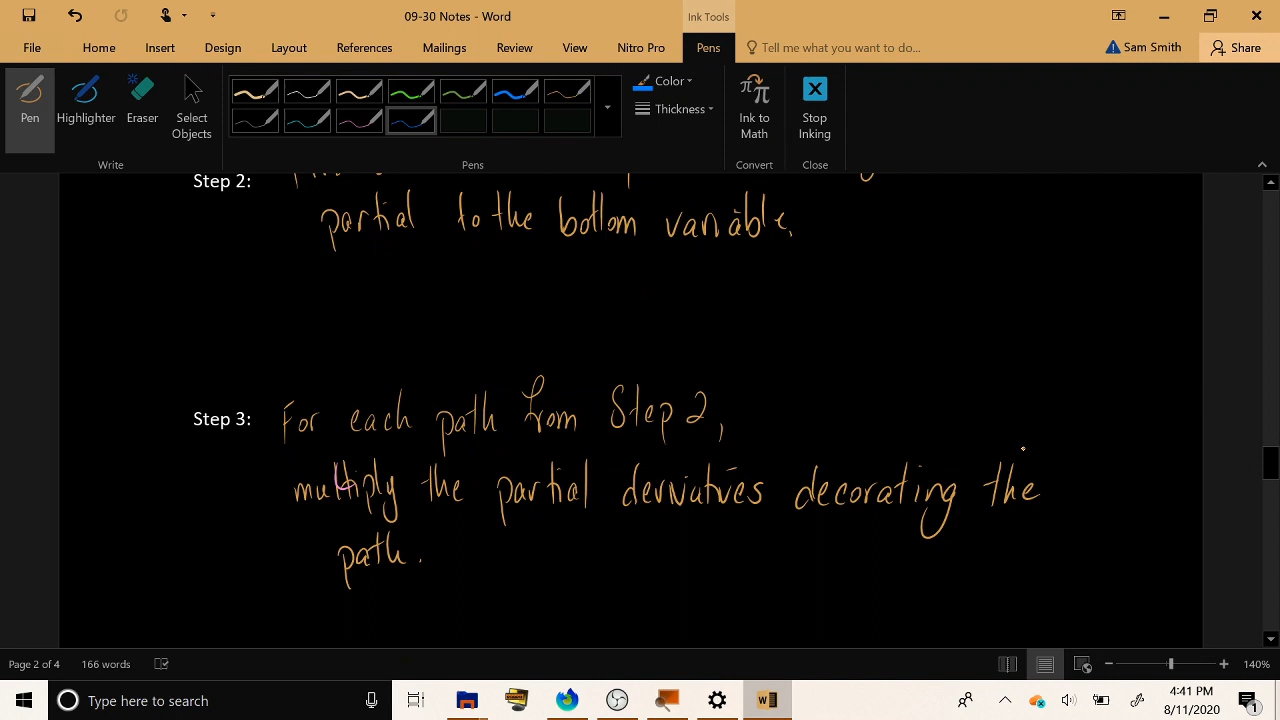 09-30 Notes - Word
Ink Tools
File Home Insert Design Layout References Mailings Review View Nitro Pro Pens Tell me what you want to do... Sam Smith Share
Pen Highlighter Eraser Select Objects
Color
Thickness
Ink to Math
Stop Inking
Write Pens Convert Close
Step 2:
partial to the bottom variable.
Step 3: For each path from Step 2,
multiply the partial derivatives decorating the
path.
Page 2 of 4 166 words 140%
Type here to search
4:41 PM
8/11/2020
1